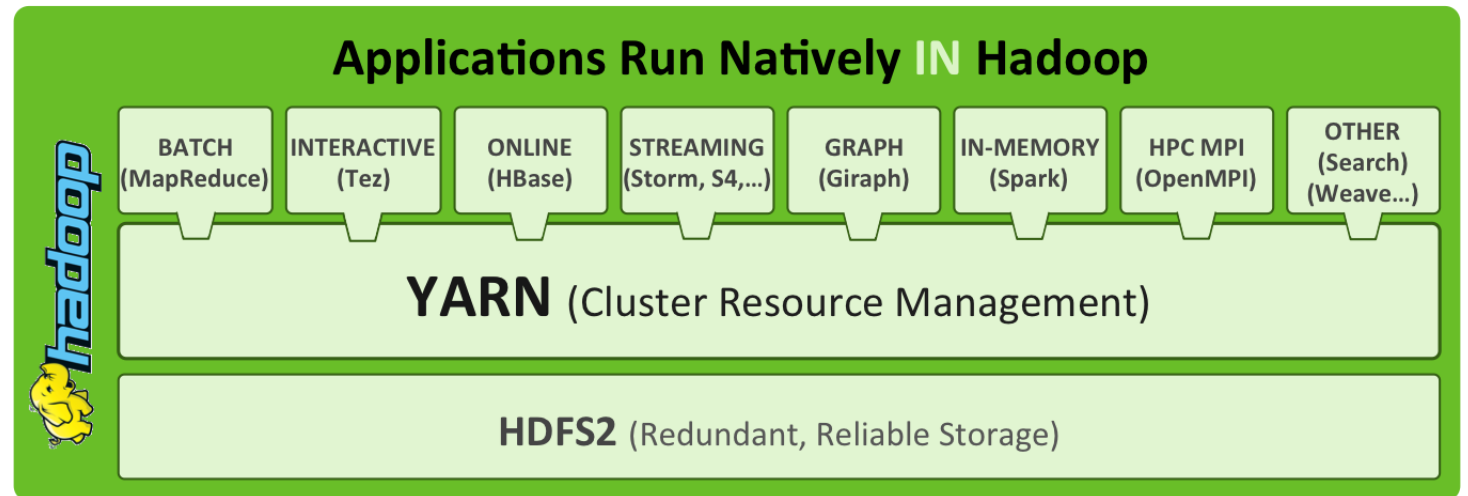 Applications Run Natively IN Hadoop
BATCH
(MapReduce)
INTERACTIVE
(Tez)
ONLINE
(HBase)
STREAMING
(Storm, S4,...)
GRAPH
(Giraph)
IN-MEMORY
(Spark)
HPC MPI
(OpenMPI)
OTHER
(Search)
(Weave...)
hadoop
YARN (Cluster Resource Management)
HDFS2 (Redundant, Reliable Storage)